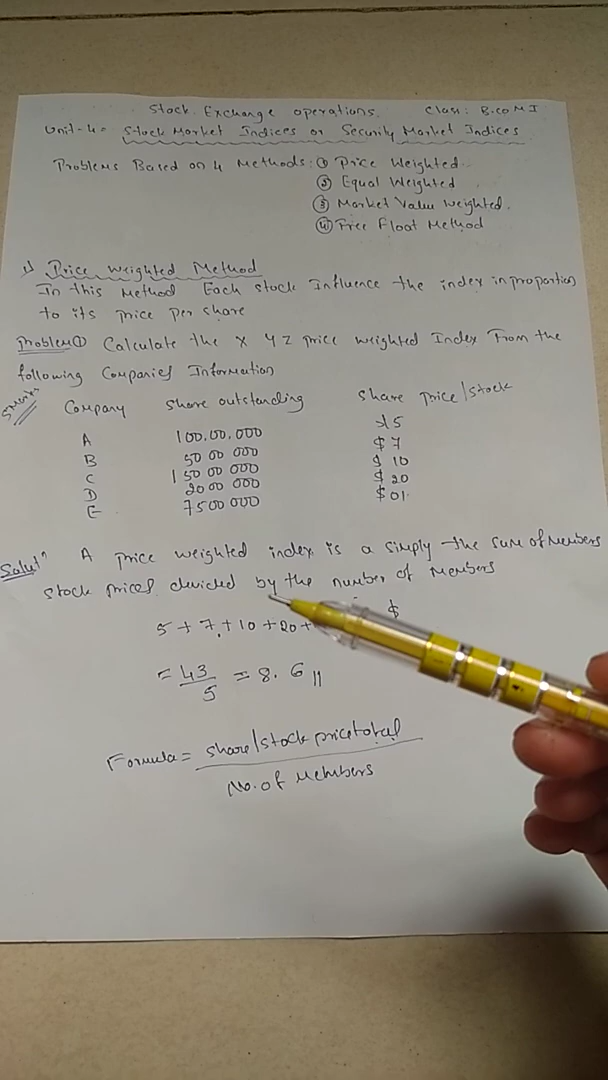 Stock Exchange operations. Class: B.COM I
Unit-4= Stock Market Indices or Security Market Indices
Problems Based on 4 Methods: ① Price Weighted.
② Equal Weighted
③ Market Value Weighted.
④ Free Float Method
1) Price Weighted Method
In this Method Each stock Influence the index in proportion
to its price per share
Problem① Calculate the X Y Z price weighted Index From the
following Companies Information
5 Marks
Company Share outstanding Share price/stock
A 100,00,000 $5
B 50 00 000 $ 7
C 1 50 00 000 $ 10
D 2000 000 $ 20
E 7500 000 $ 01
Solutⁿ A price weighted index is a simply the sum of Members
stock prices devided by the number of Members
5 + 7 + 10 + 20 + $
= 43/5 = 8.6 //
Formula = share/stock price total / No. of Members